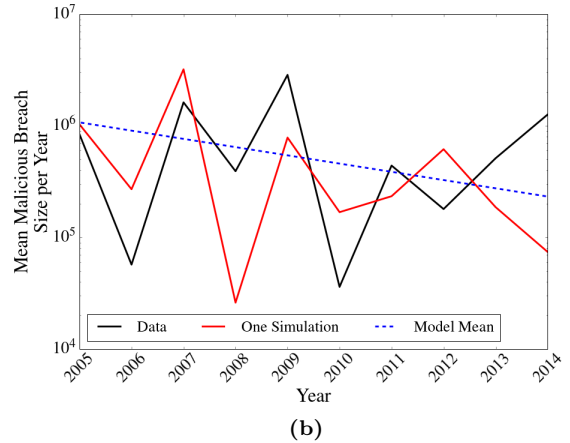 10^7
10^6
10^5
10^4
Mean Malicious Breach
Size per Year
Data
One Simulation
Model Mean
2005
2006
2007
2008
2009
2010
2011
2012
2013
2014
Year
(b)